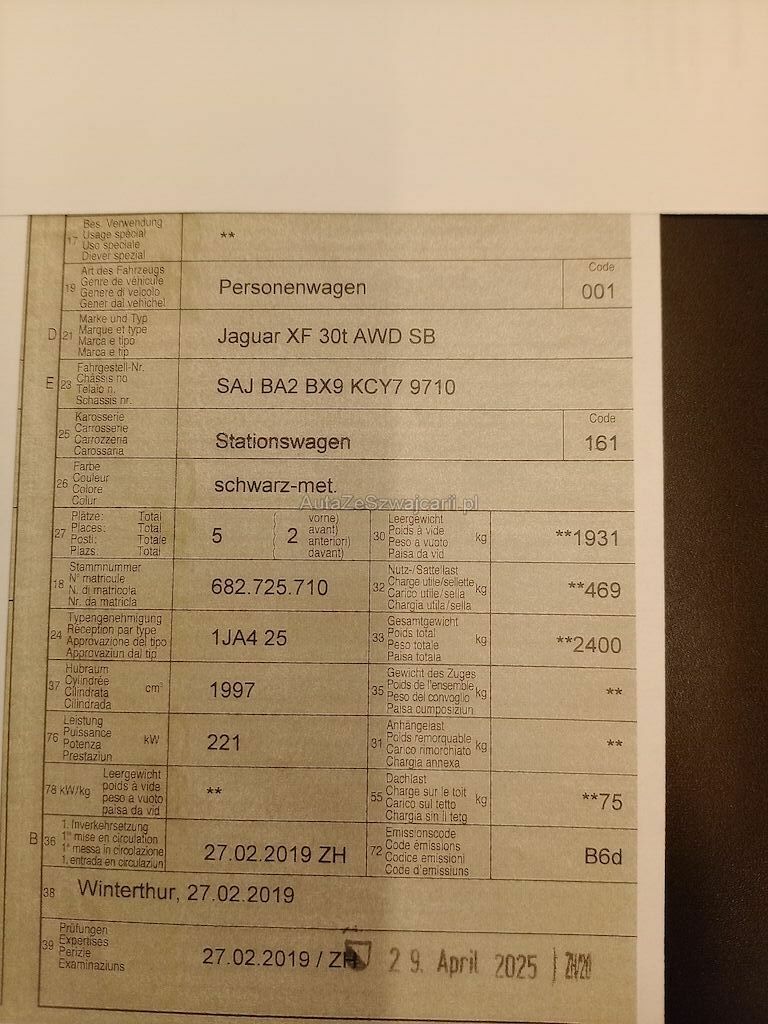 17 Bes. Verwendung
Usage spécial
Uso speciale
Diever spezial
**
19 Art des Fahrzeugs
Genre de véhicule
Genere di veicolo
Gener dal vehichel
Personenwagen
Code
001
D 21 Marke und Typ
Marque et type
Marca e tipo
Marca e tip
Jaguar XF 30t AWD SB
E 23 Fahrgestell-Nr.
Châssis no
Telaio n.
Schassis nr.
SAJ BA2 BX9 KCY7 9710
25 Karosserie
Carrosserie
Carrozzeria
Carossaria
Stationswagen
Code
161
26 Farbe
Couleur
Colore
Colur
schwarz-met.
AutaZeSzwajcarii.pl
27 Plätze: Total
Places: Total
Posti: Totale
Plazs: Total
5 ( 2 vorne)
avant)
anteriori)
davant)
30 Leergewicht
Poids à vide
Peso a vuoto
Paisa da vid
kg
**1931
18 Stammnummer
N° matricule
N. di matricola
Nr. da matricla
682.725.710
32 Nutz-/Sattellast
Charge utile/sellette
Carico utile/sella
Chargia utila/sella
kg
**469
24 Typengenehmigung
Réception par type
Approvazione del tipo
Approvaziun dal tip
1JA4 25
33 Gesamtgewicht
Poids total
Peso totale
Paisa totala
kg
**2400
37 Hubraum
Cylindrée
Cilindrata
Cilindrada
cm³
1997
35 Gewicht des Zuges
Poids de l'ensemble
Peso del convoglio
Paisa cumposiziun
kg
**
76 Leistung
Puissance
Potenza
Prestaziun
kW
221
31 Anhängelast
Poids remorquable
Carico rimorchiato
Chargia annexa
kg
**
78 kW/kg Leergewicht
poids à vide
peso a vuoto
paisa da vid
**
55 Dachlast
Charge sur le toit
Carico sul tetto
Chargia sin il tetg
kg
**75
B 36 1. Inverkehrsetzung
1re mise en circulation
1a messa in circolazione
1. entrada en circulaziun
27.02.2019 ZH
72 Emissionscode
Code émissions
Codice emissioni
Code d'emissiuns
B6d
38 Winterthur, 27.02.2019
39 Prüfungen
Expertises
Perizie
Examinaziuns
27.02.2019 / ZH
29. April 2025